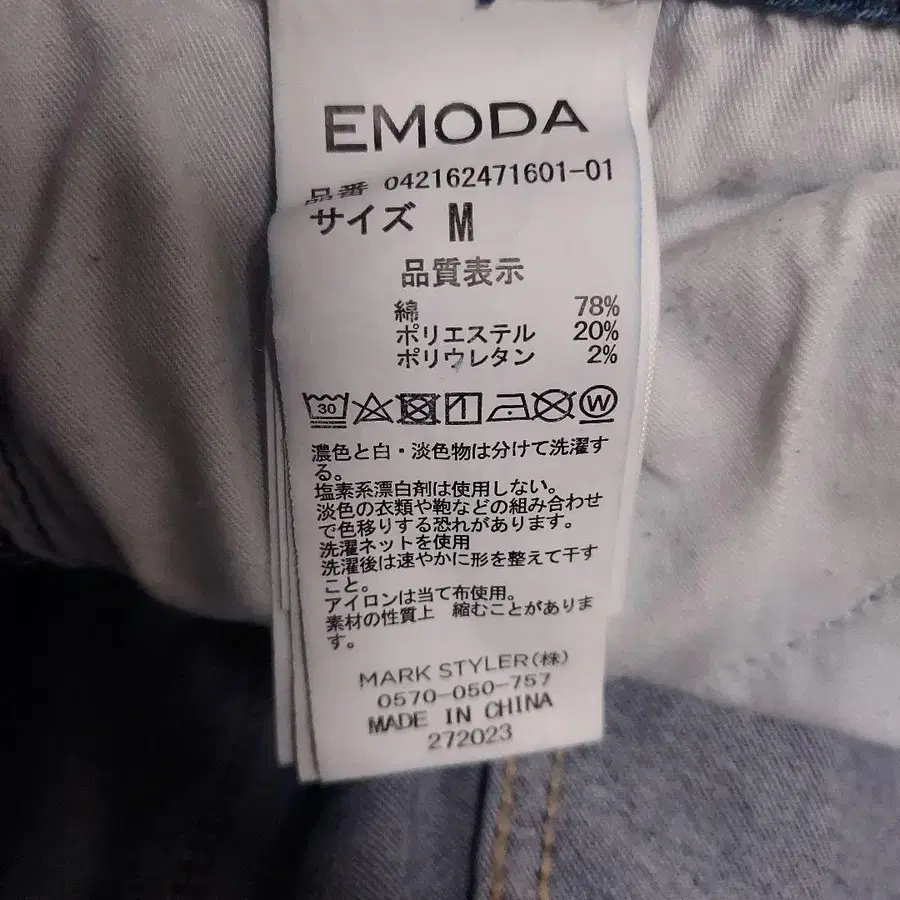 EMODA
品番 042162471601-01
サイズ M
品質表示
綿 78%
ポリエステル 20%
ポリウレタン 2%
30 W
濃色と白・淡色物は分けて洗濯す
る。
塩素系漂白剤は使用しない。
淡色の衣類や鞄などの組み合わせ
で色移りする恐れがあります。
洗濯ネットを使用
洗濯後は速やかに形を整えて干す
こと。
アイロンは当て布使用。
素材の性質上 縮むことがありま
す。
MARK STYLER(株)
0570-050-757
MADE IN CHINA
272023